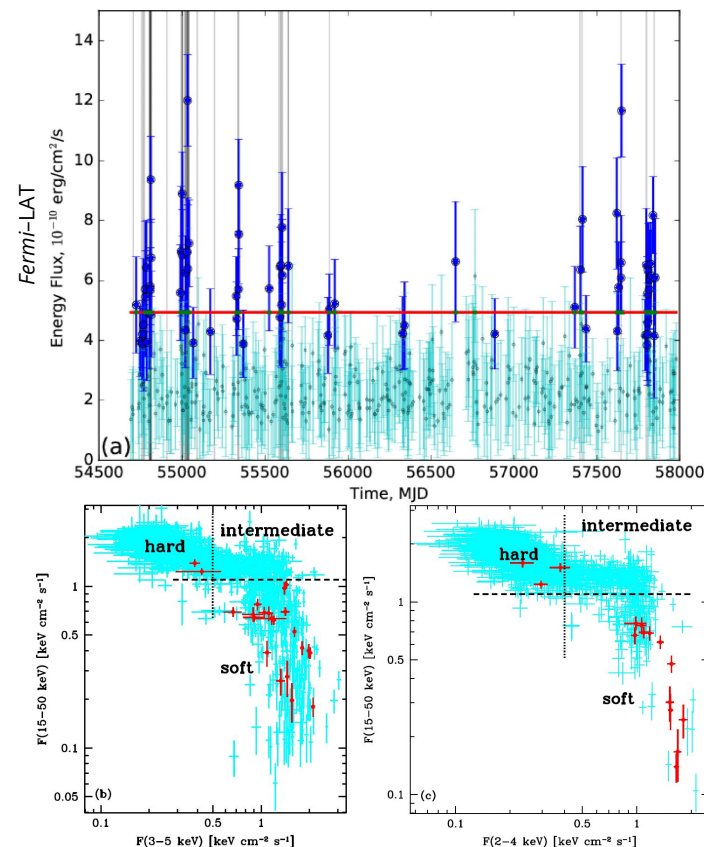 14
12
10
8
6
4
2
0
Fermi-LAT
Energy Flux, 10⁻¹⁰ erg/cm²/s
(a)
54500 55000 55500 56000 56500 57000 57500 58000
Time, MJD
intermediate
hard
soft
1
0.5
0.1
0.05
F(15-50 keV) [keV cm⁻² s⁻¹]
(b)
0.1 0.5 1
F(3-5 keV) [keV cm⁻² s⁻¹]
intermediate
hard
soft
1
0.5
0.1
F(15-50 keV) [keV cm⁻² s⁻¹]
(c)
0.1 1
F(2-4 keV) [keV cm⁻² s⁻¹]